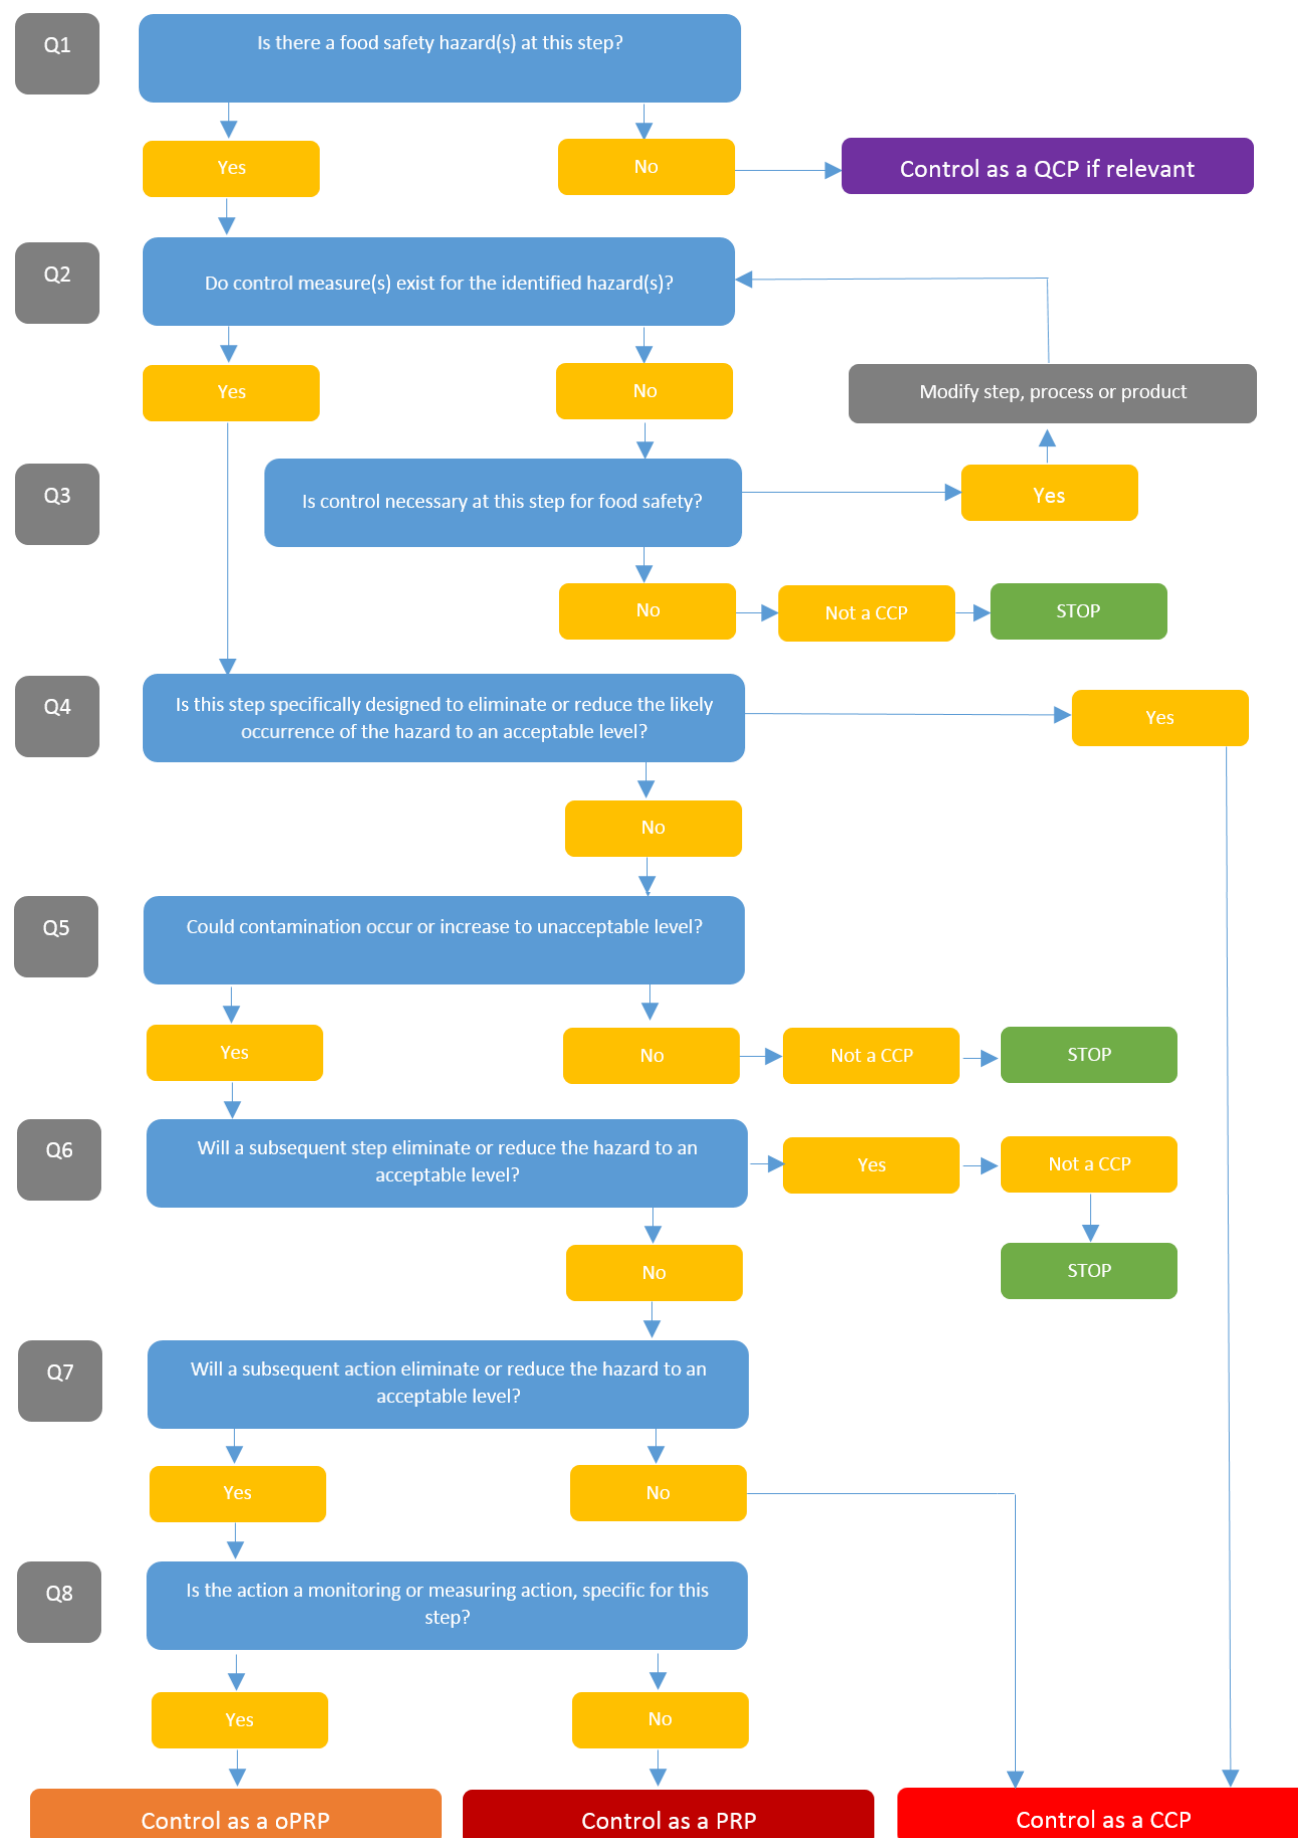 Q1
Is there a food safety hazard(s) at this step?
Yes
No
Control as a QCP if relevant
Q2
Do control measure(s) exist for the identified hazard(s)?
Yes
No
Modify step, process or product
Q3
Is control necessary at this step for food safety?
Yes
No
Not a CCP
STOP
Q4
Is this step specifically designed to eliminate or reduce the likely
occurrence of the hazard to an acceptable level?
Yes
No
Q5
Could contamination occur or increase to unacceptable level?
Yes
No
Not a CCP
STOP
Q6
Will a subsequent step eliminate or reduce the hazard to an
acceptable level?
Yes
Not a CCP
STOP
No
Q7
Will a subsequent action eliminate or reduce the hazard to an
acceptable level?
Yes
No
Q8
Is the action a monitoring or measuring action, specific for this
step?
Yes
No
Control as a oPRP
Control as a PRP
Control as a CCP